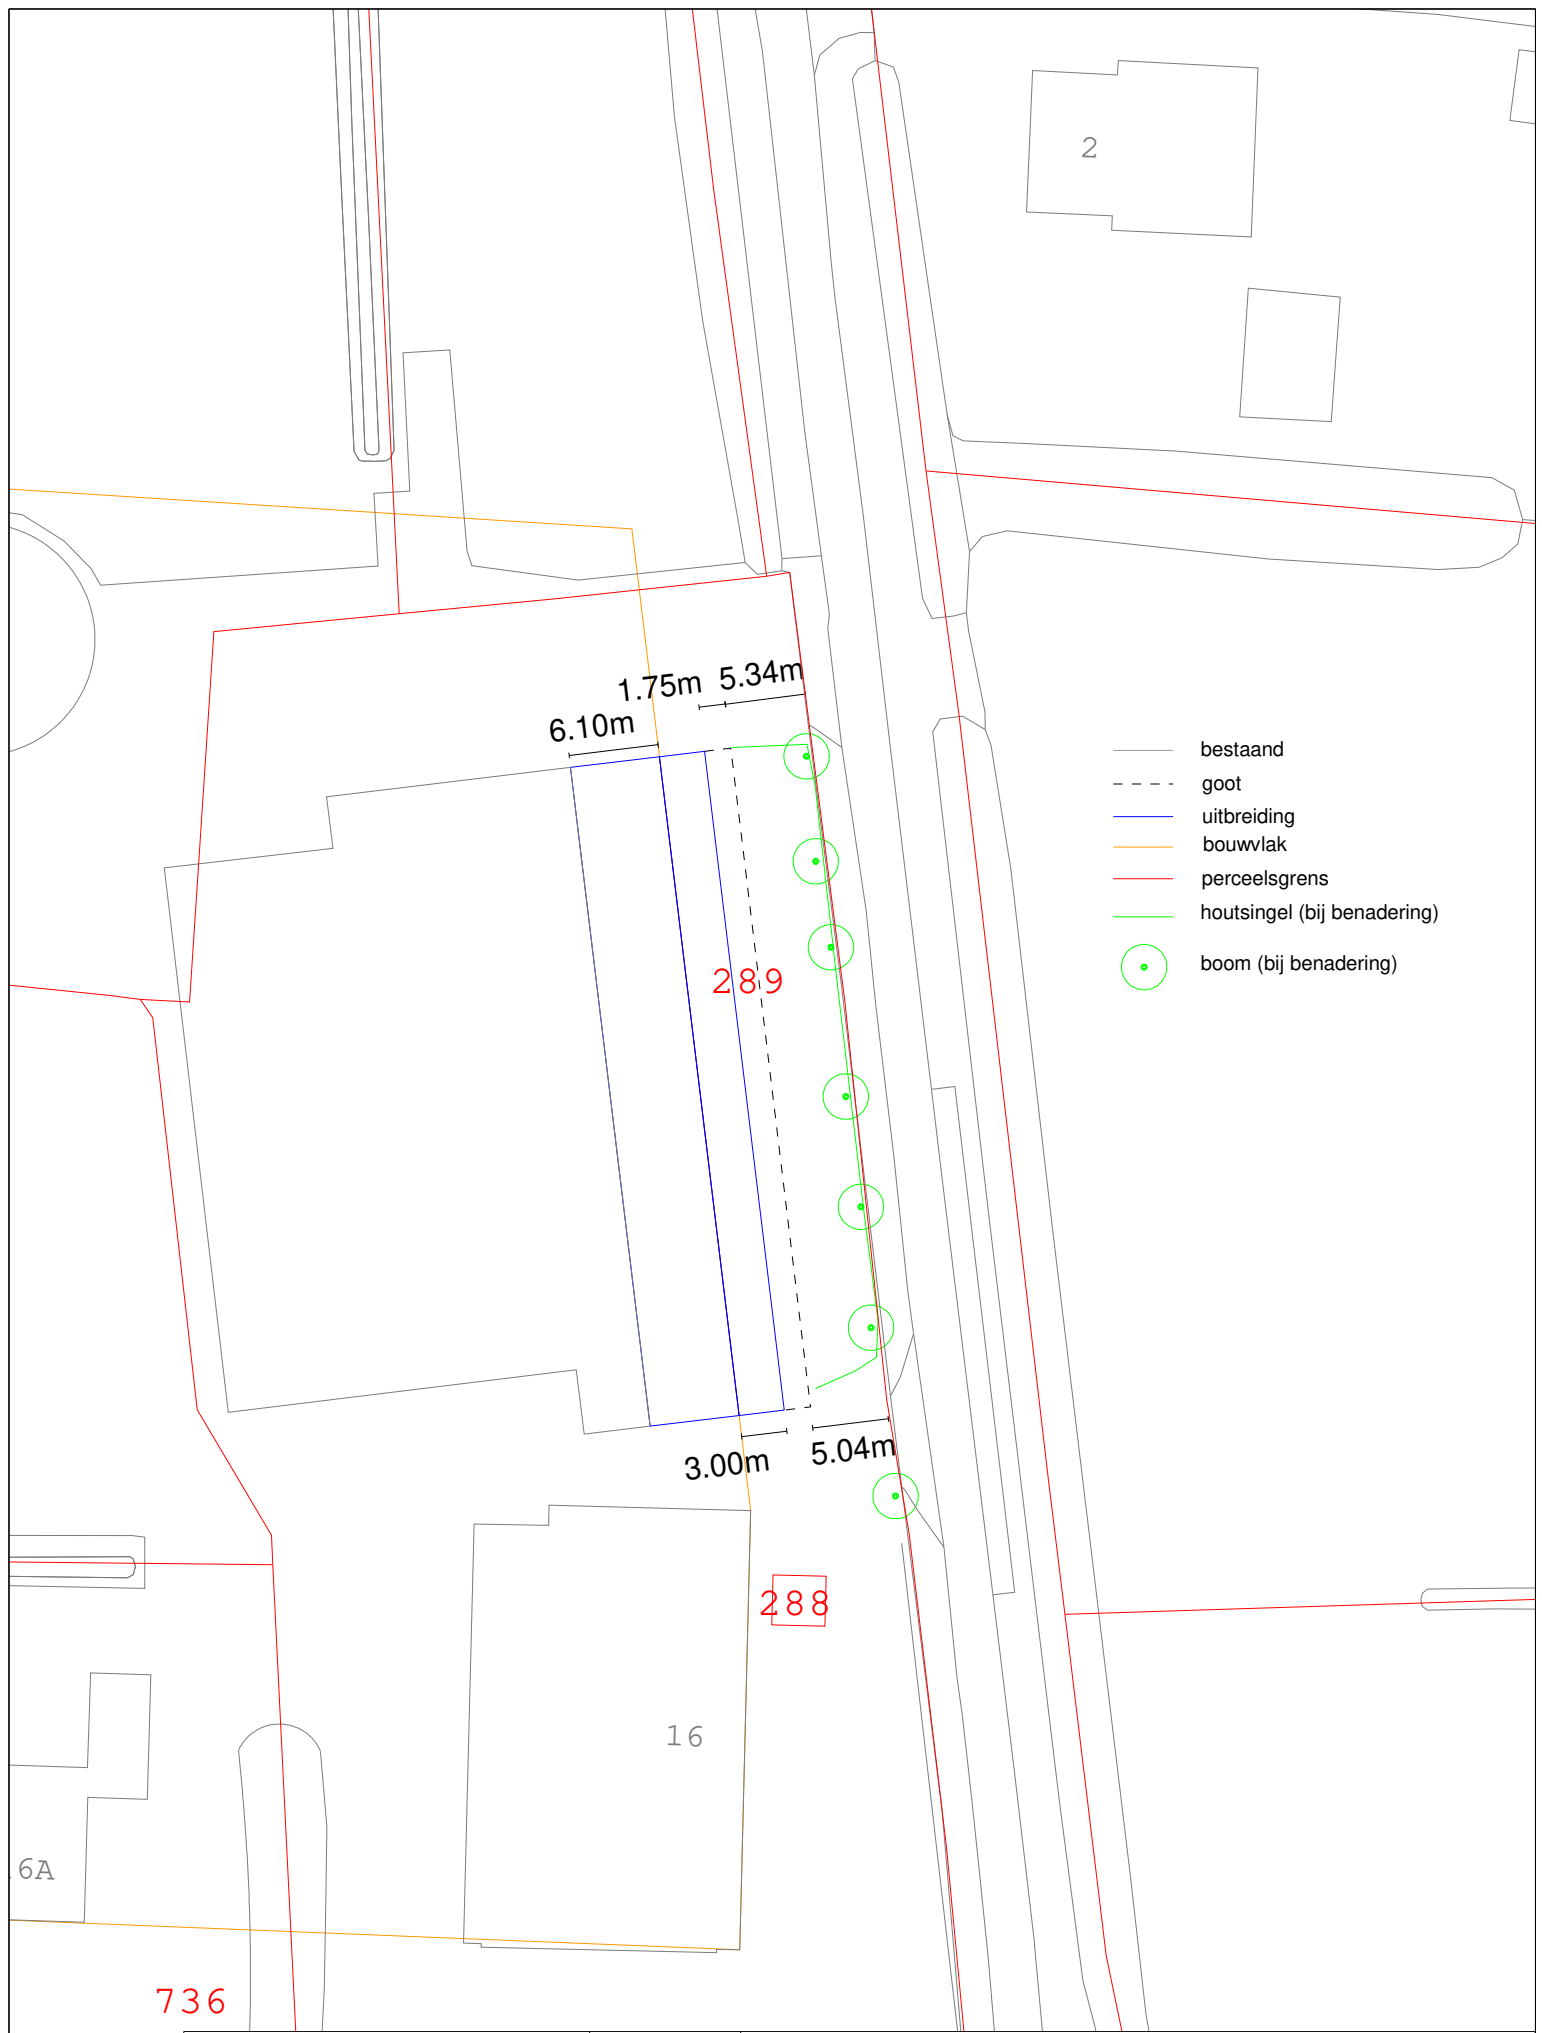 2
1.75m 5.34m
6.10m
bestaand
goot
uitbreiding
bouwvlak
perceelsgrens
houtsingel (bij benadering)
boom (bij benadering)
289
3.00m 5.04m
288
16
6A
736